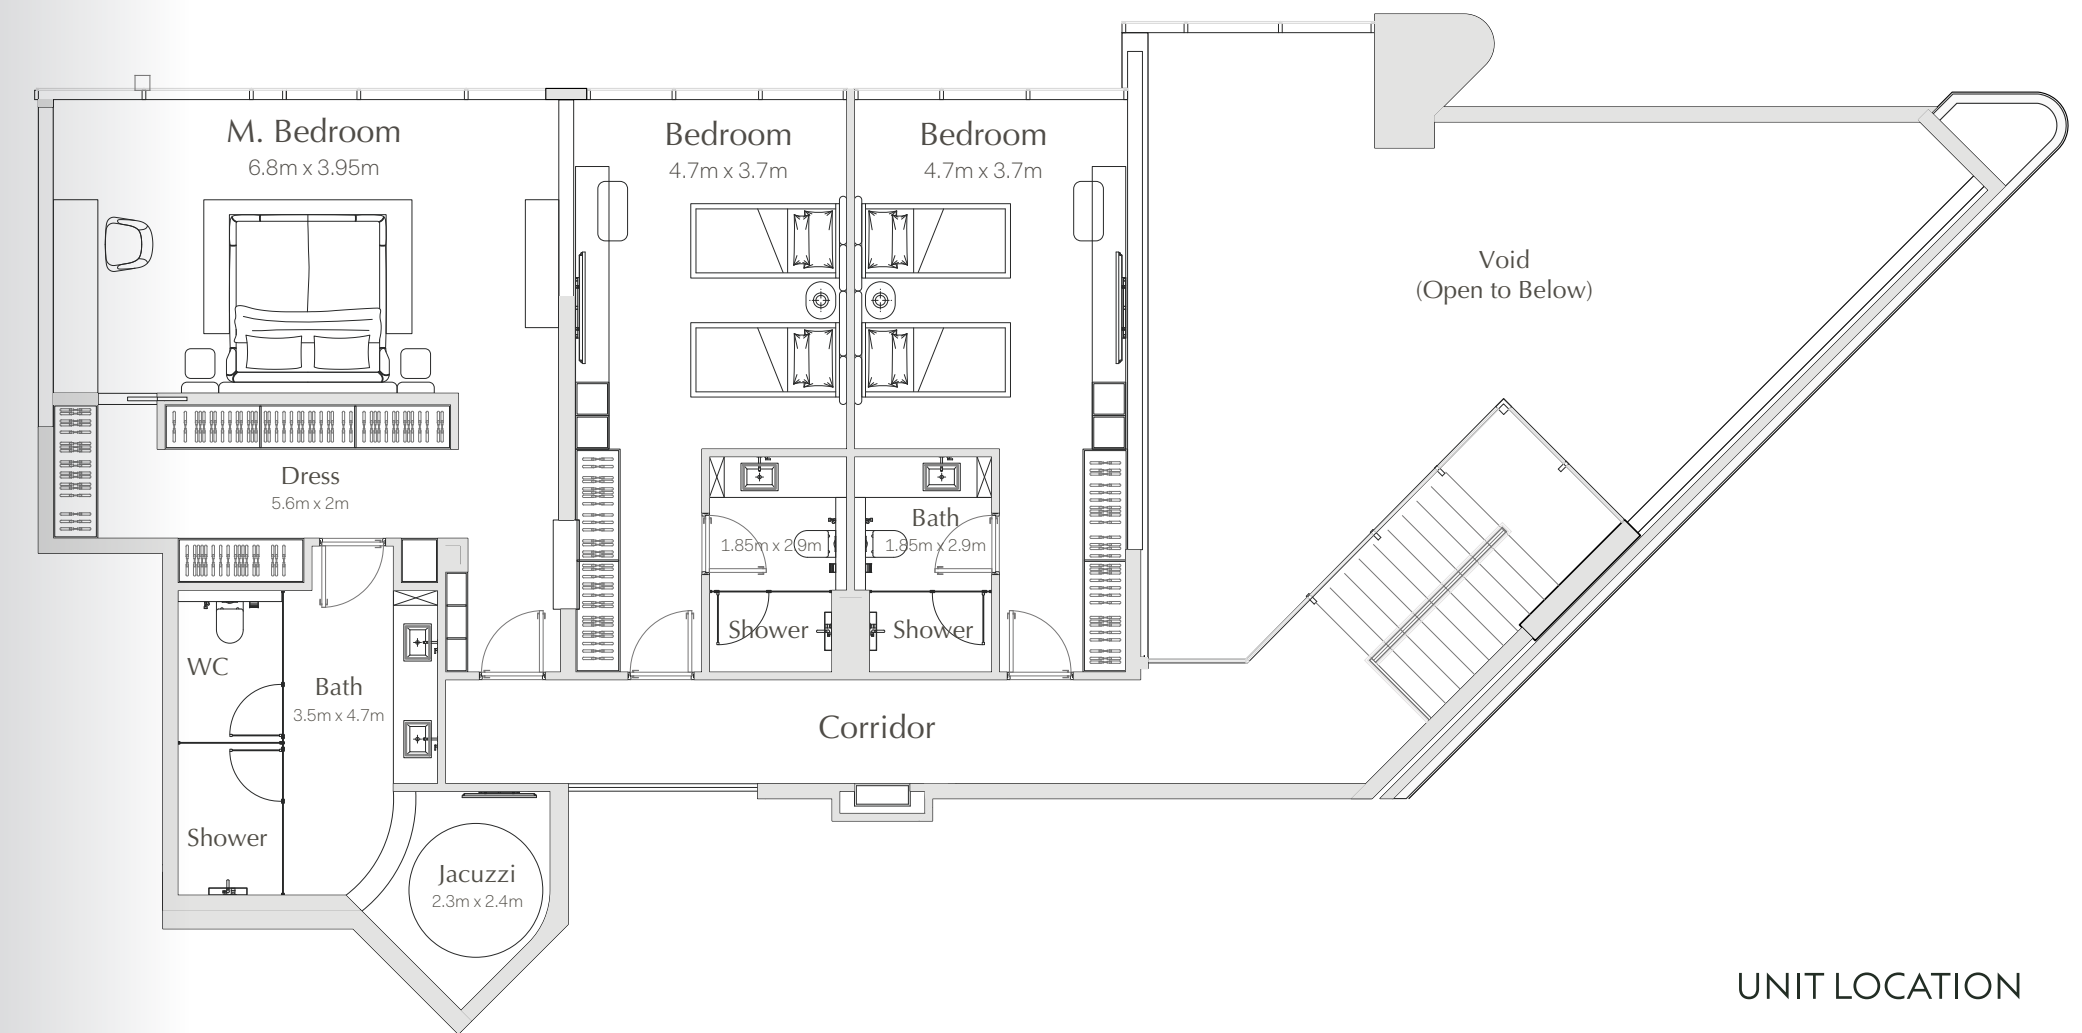 M. Bedroom
6.8m x 3.95m
Bedroom
4.7m x 3.7m
Bedroom
4.7m x 3.7m
Void
(Open to Below)
Dress
5.6m x 2m
Bath
1.85m x 2.9m
1.85m x 2.9m
Shower
Shower
WC
Bath
3.5m x 4.7m
Corridor
Shower
Jacuzzi
2.3m x 2.4m
UNIT LOCATION